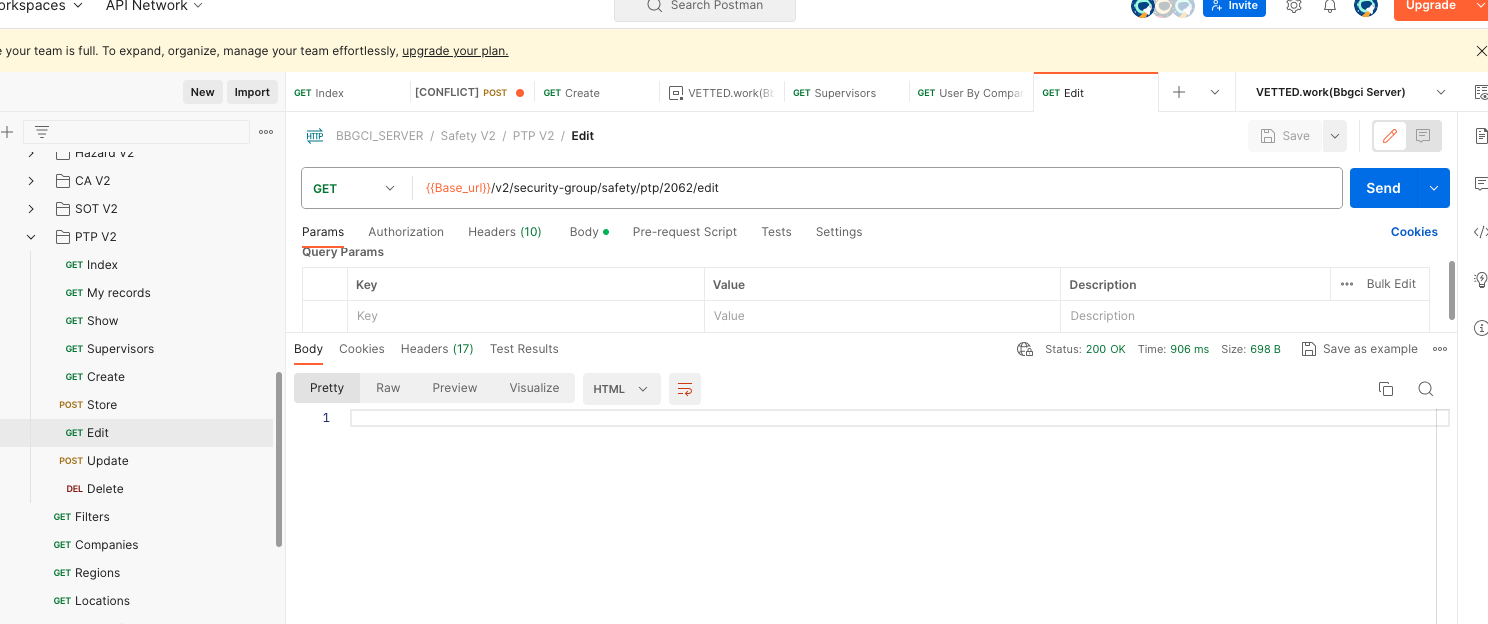 orkspaces API Network Search Postman Invite Upgrade
e your team is full. To expand, organize, manage your team effortlessly, upgrade your plan.
New Import
GET Index [CONFLICT] POST GET Create VETTED.work(Bb GET Supervisors GET User By Compar GET Edit VETTED.work(Bbgci Server)
BBGCI_SERVER / Safety V2 / PTP V2 / Edit Save
Hazard V2
CA V2
SOT V2
PTP V2
GET Index
GET My records
GET Show
GET Supervisors
GET Create
POST Store
GET Edit
POST Update
DEL Delete
GET Filters
GET Companies
GET Regions
GET Locations
GET {{Base_url}}/v2/security-group/safety/ptp/2062/edit Send
Params Authorization Headers (10) Body Pre-request Script Tests Settings Cookies
Query Params
Key Value Description Bulk Edit
Key Value Description
Body Cookies Headers (17) Test Results Status: 200 OK Time: 906 ms Size: 698 B Save as example
Pretty Raw Preview Visualize HTML
1